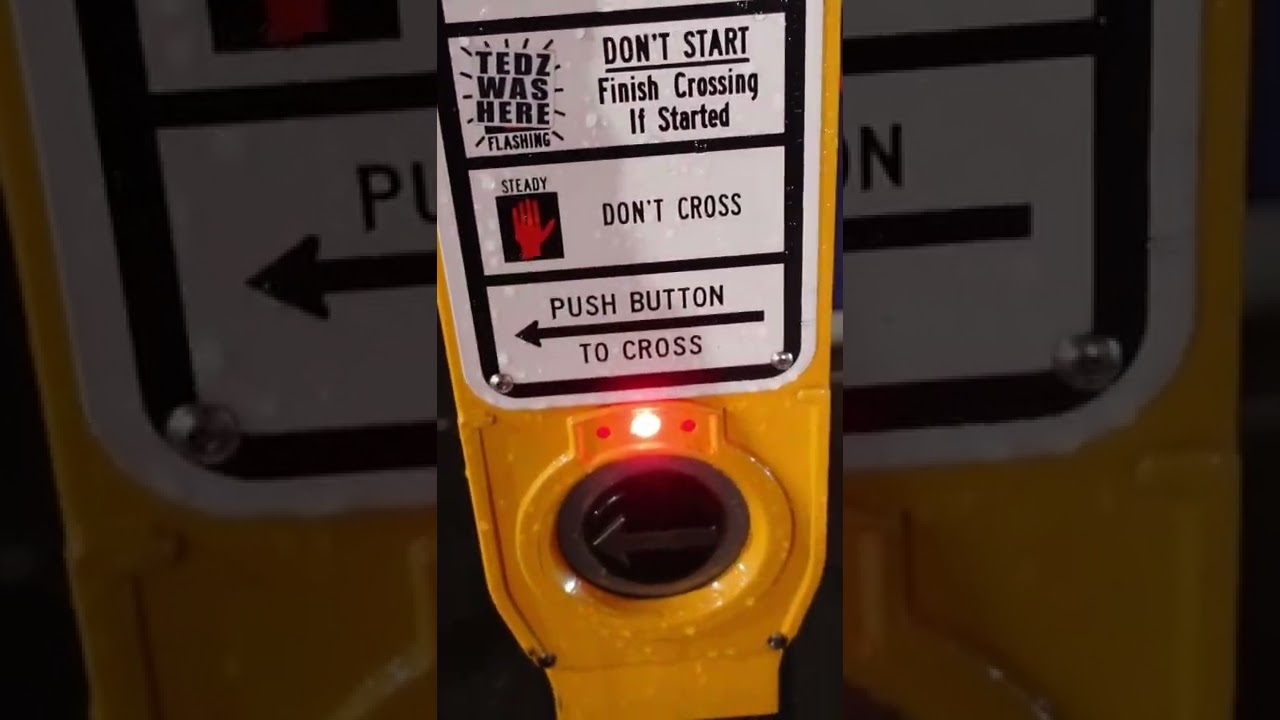 TEDZ
WAS
HERE
FLASHING
DON'T START
Finish Crossing
If Started
STEADY
DON'T CROSS
PUSH BUTTON
TO CROSS